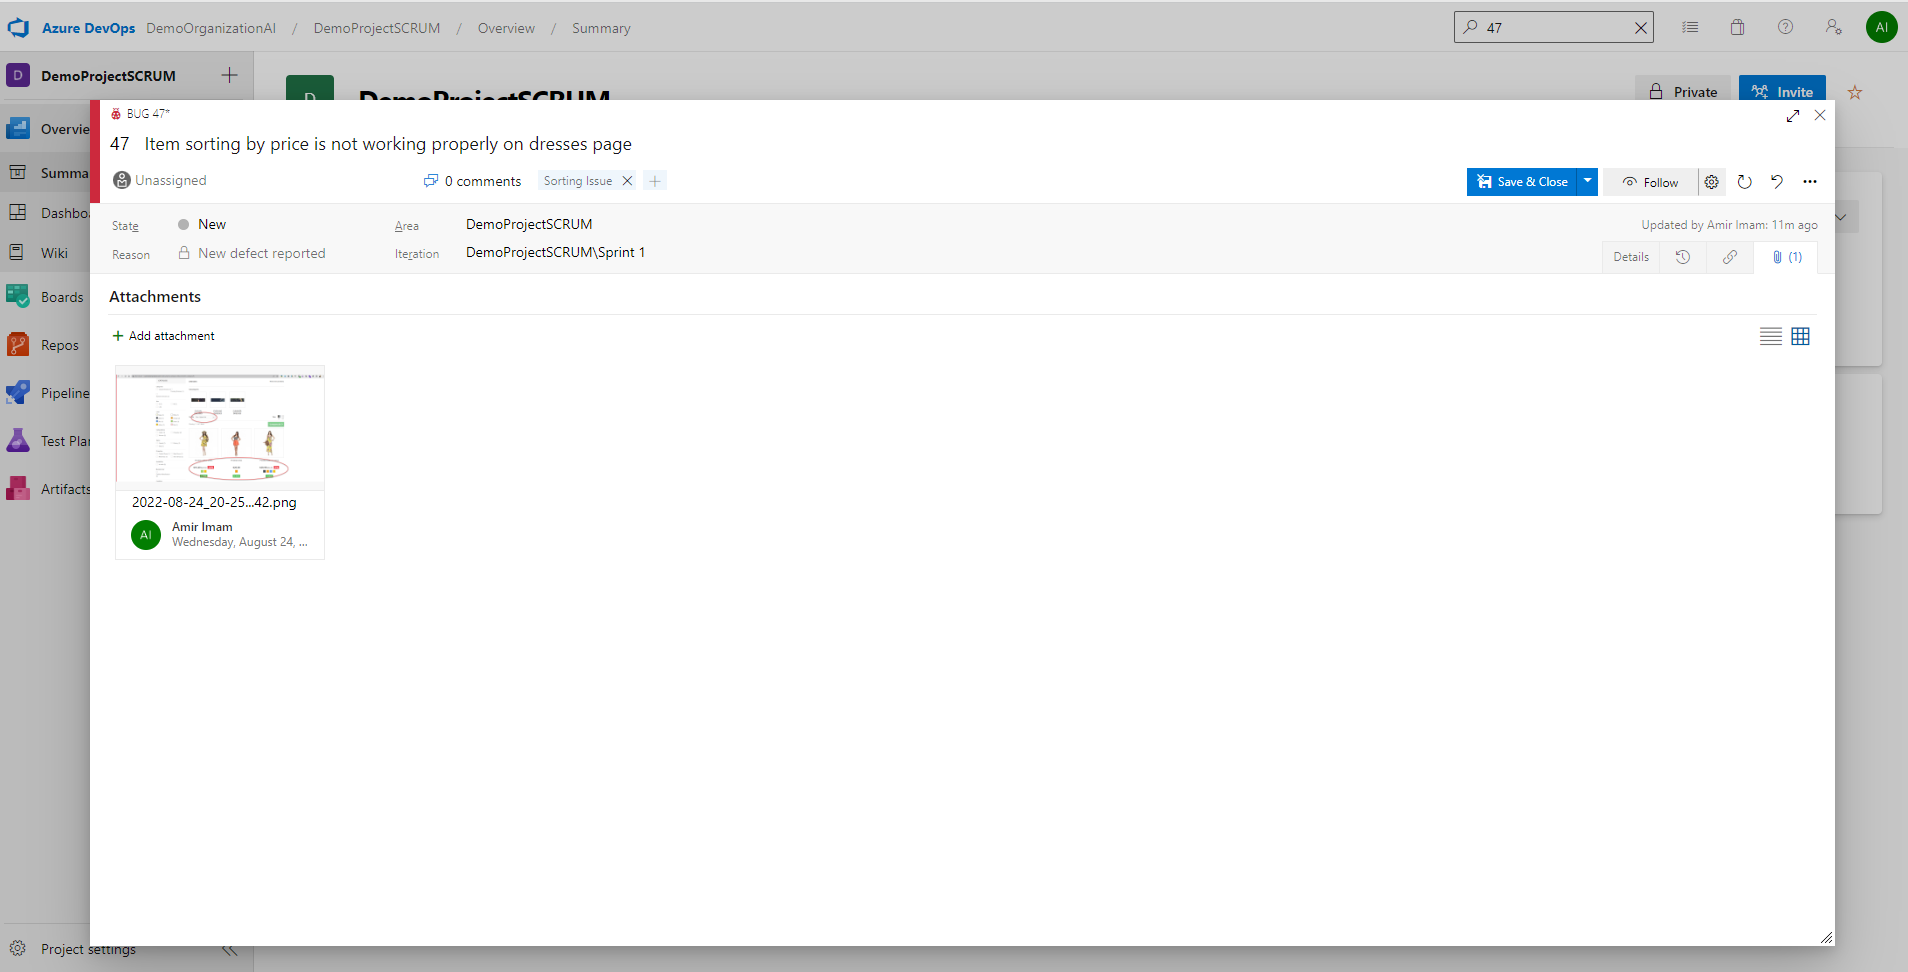 Azure DevOps DemoOrganizationAI / DemoProjectSCRUM / Overview / Summary 47 AI
D DemoProjectSCRUM
DemoProjectSCRUM
Private Invite
BUG 47*
47 Item sorting by price is not working properly on dresses page
Unassigned 0 comments Sorting Issue Save & Close Follow
State New Area DemoProjectSCRUM Updated by Amir Imam: 11m ago
Reason New defect reported Iteration DemoProjectSCRUM\Sprint 1
Details (1)
Attachments
Add attachment
2022-08-24_20-25...42.png
AI Amir Imam
Wednesday, August 24, ...
Overvie
Summa
Dashbo
Wiki
Boards
Repos
Pipeline
Test Pla
Artifacts
Project settings